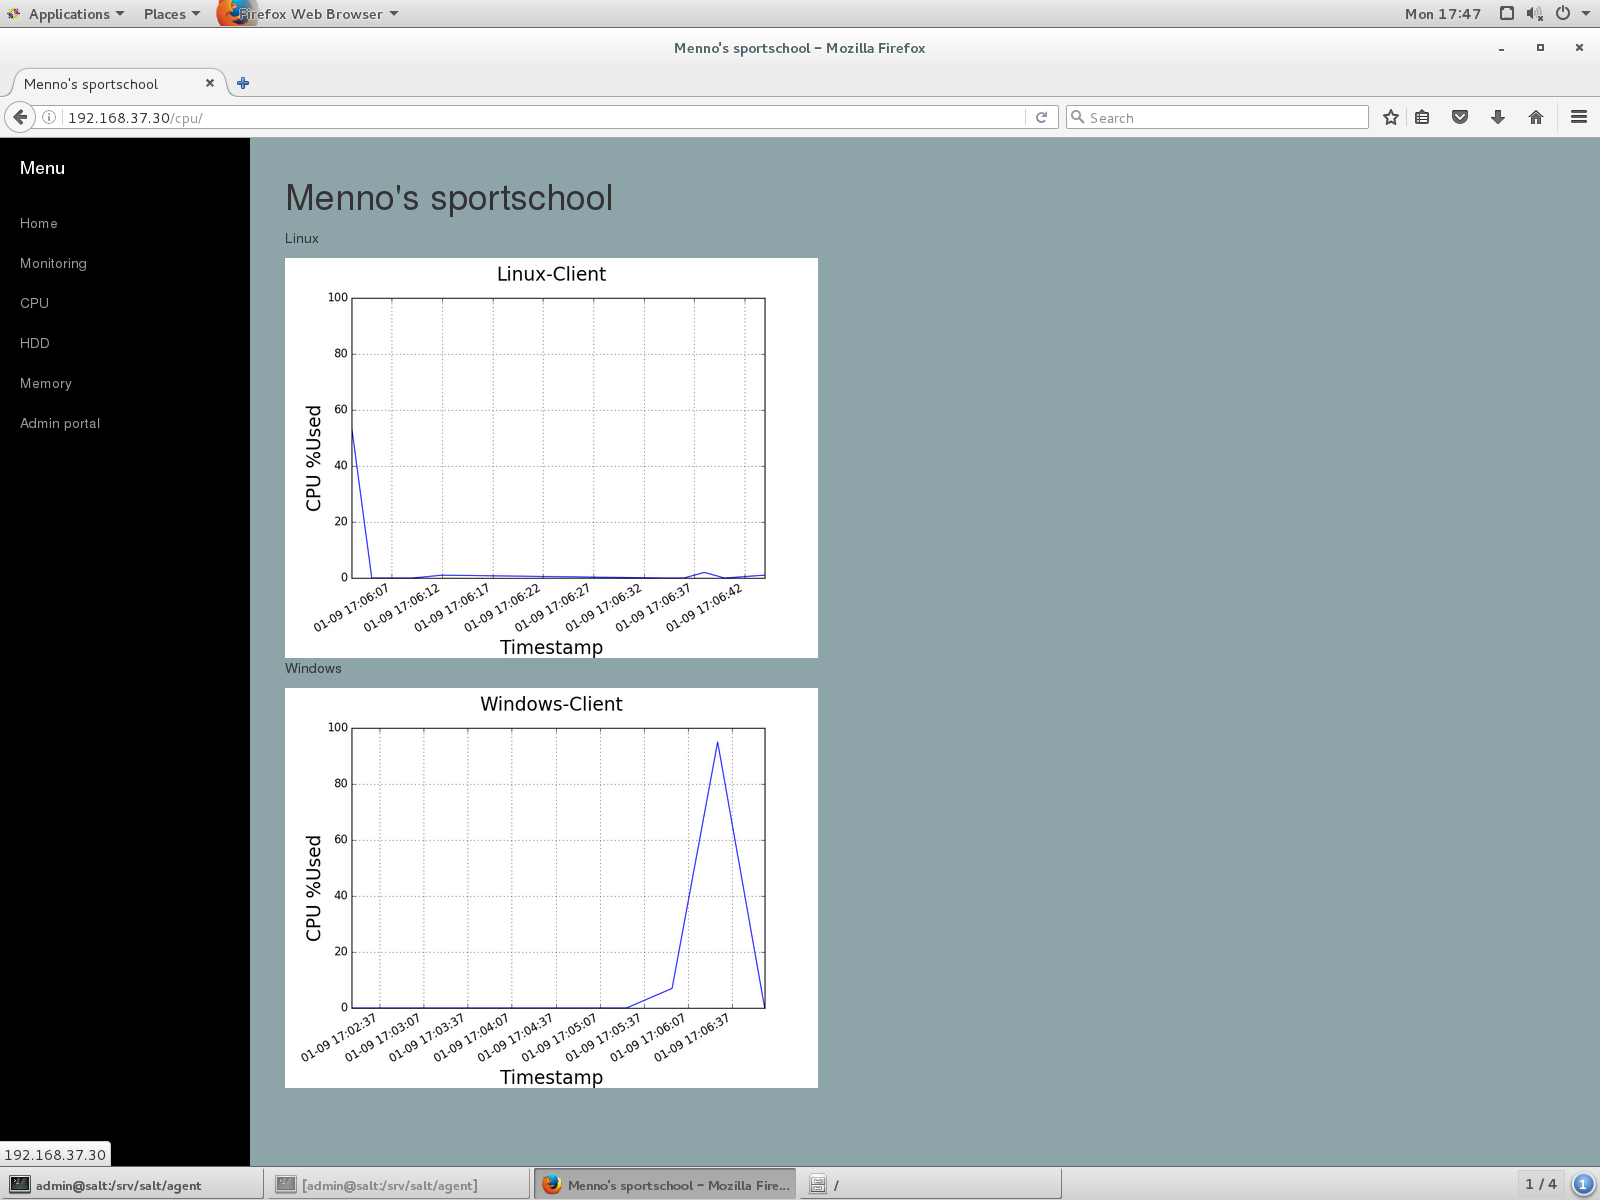 Applications Places Firefox Web Browser Mon 17:47
Menno's sportschool - Mozilla Firefox
Menno's sportschool
192.168.37.30/cpu/ Search
Menu
Home
Monitoring
CPU
HDD
Memory
Admin portal
Menno's sportschool
Linux
Linux-Client
100
80
60
40
20
0
CPU %Used
01-09 17:06:07 01-09 17:06:12 01-09 17:06:17 01-09 17:06:22 01-09 17:06:27 01-09 17:06:32 01-09 17:06:37 01-09 17:06:42
Timestamp
Windows
Windows-Client
100
80
60
40
20
0
CPU %Used
01-09 17:02:37 01-09 17:03:07 01-09 17:03:37 01-09 17:04:07 01-09 17:04:37 01-09 17:05:07 01-09 17:05:37 01-09 17:06:07 01-09 17:06:37
Timestamp
192.168.37.30
admin@salt:/srv/salt/agent [admin@salt:/srv/salt/agent] Menno's sportschool - Mozilla Fire... / 1 / 4 1